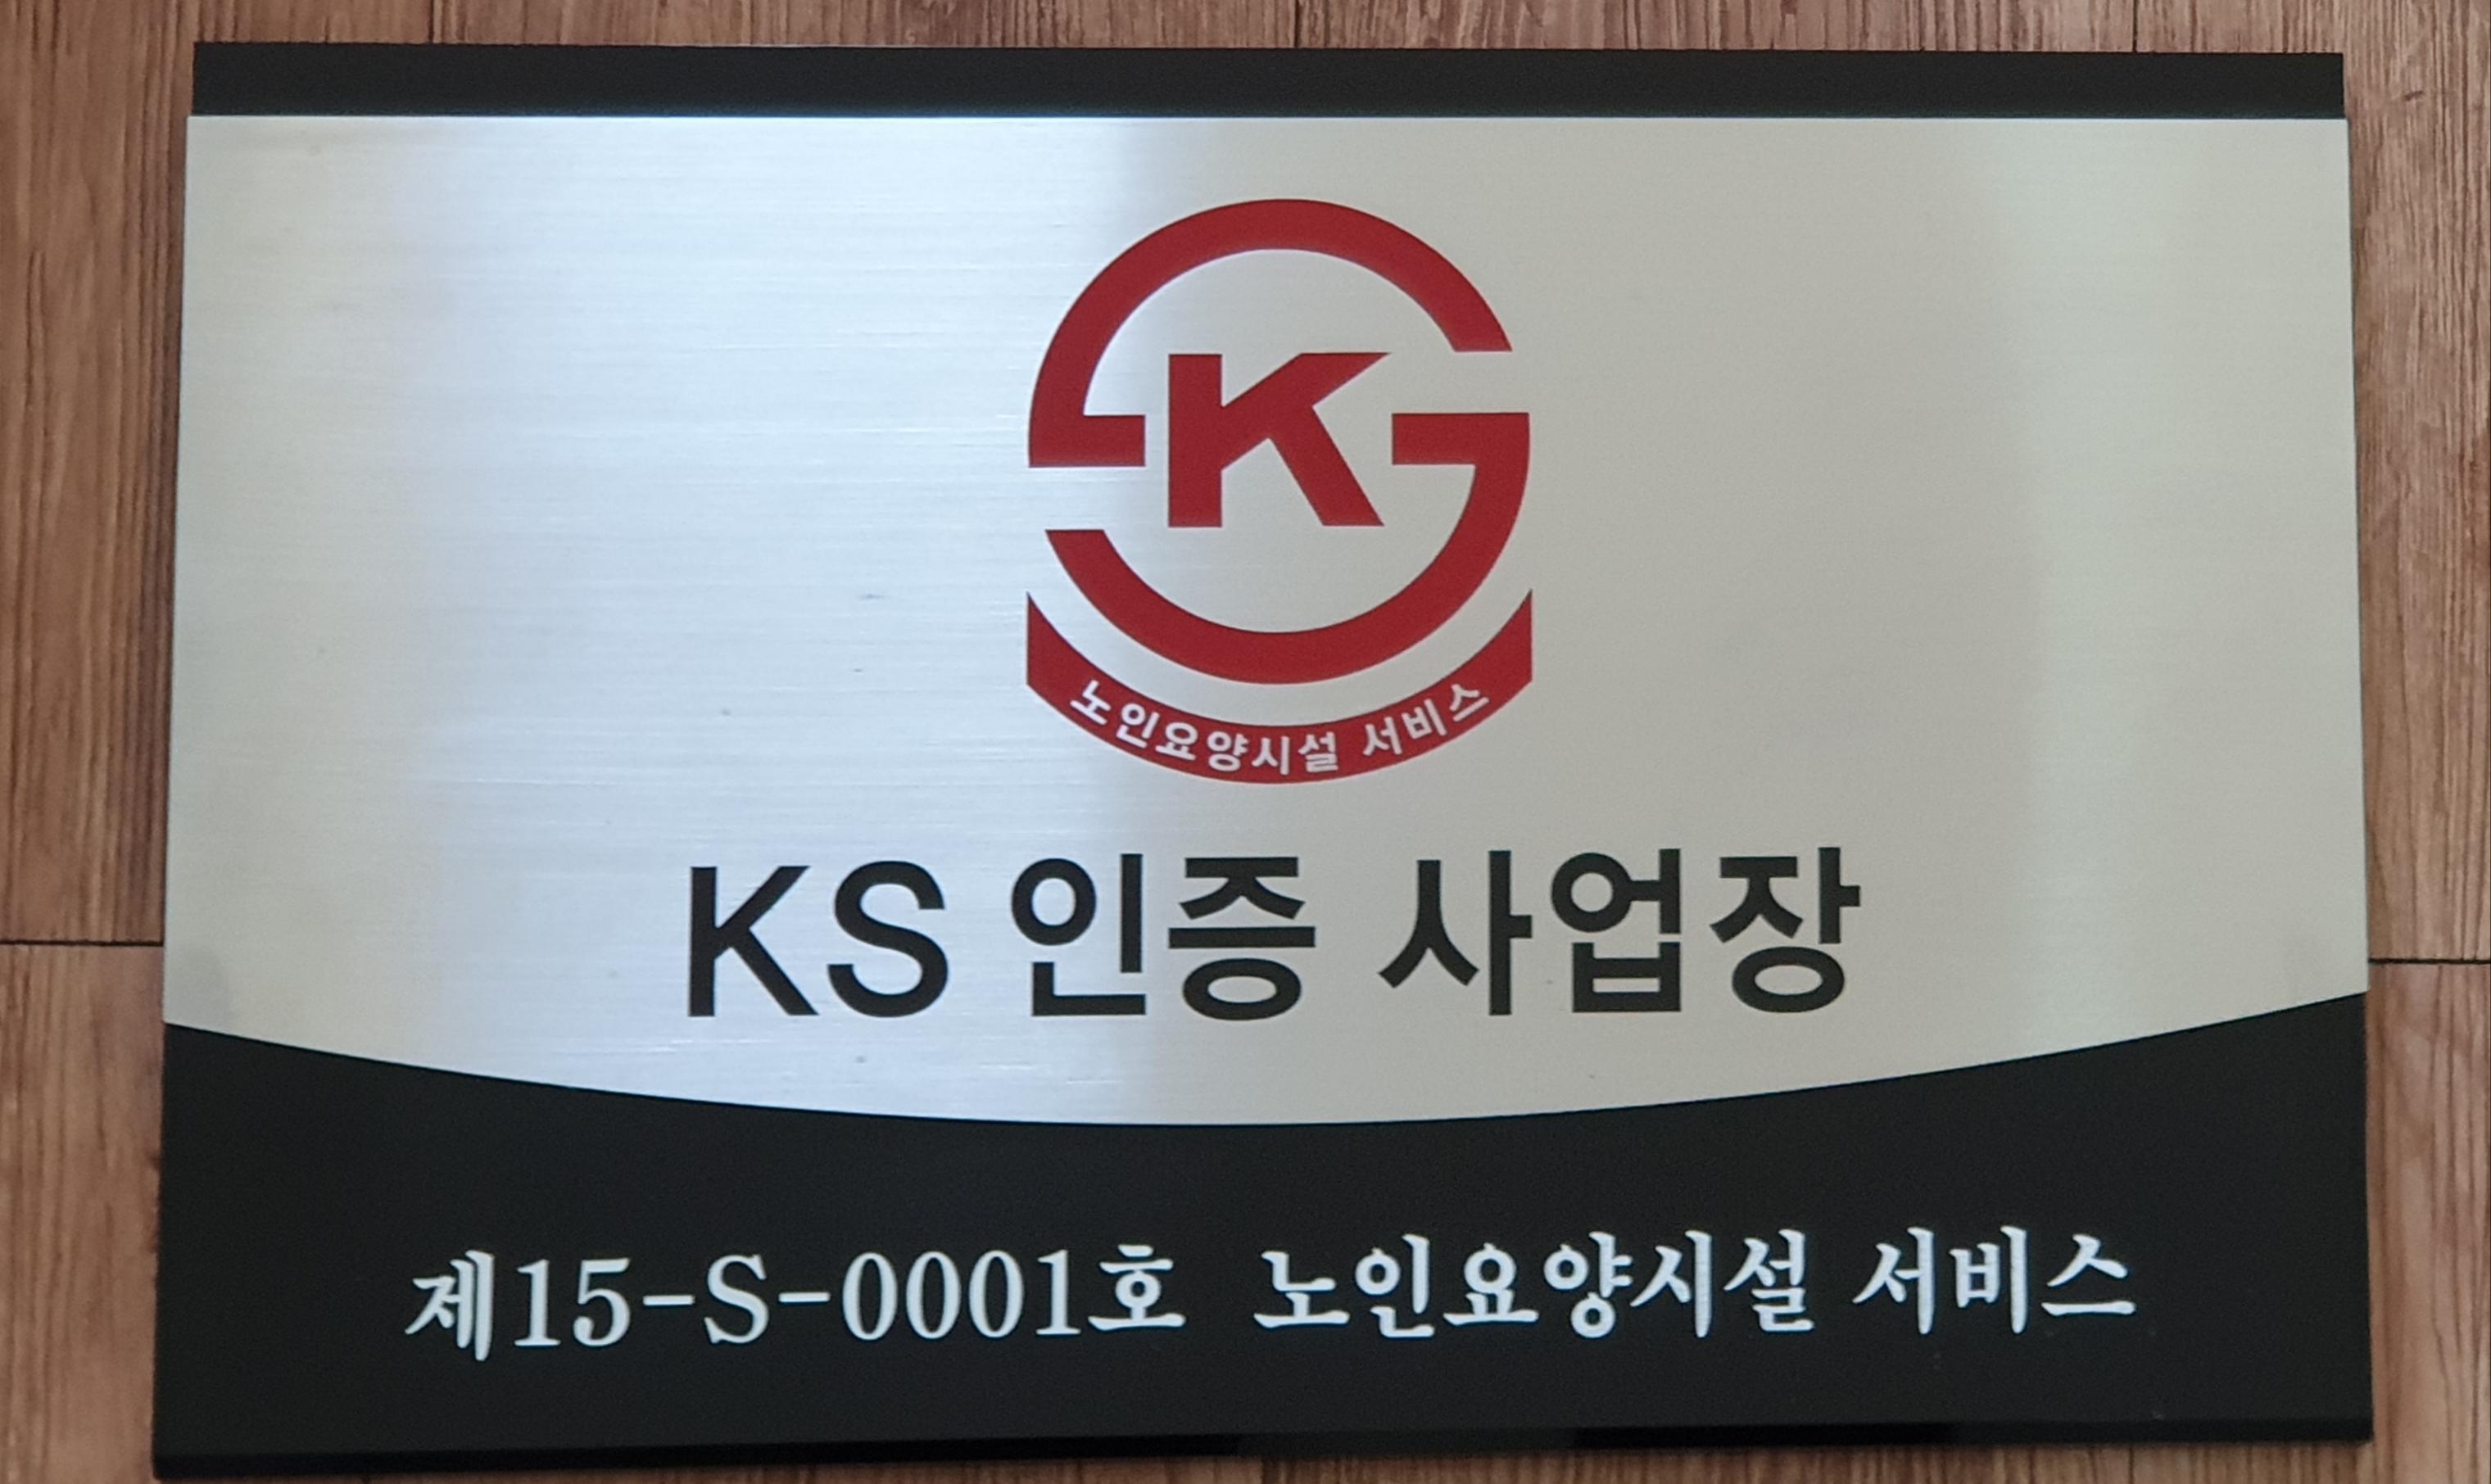 K
노인요양시설 서비스
KS 인증 사업장
제15-S-0001호 노인요양시설 서비스